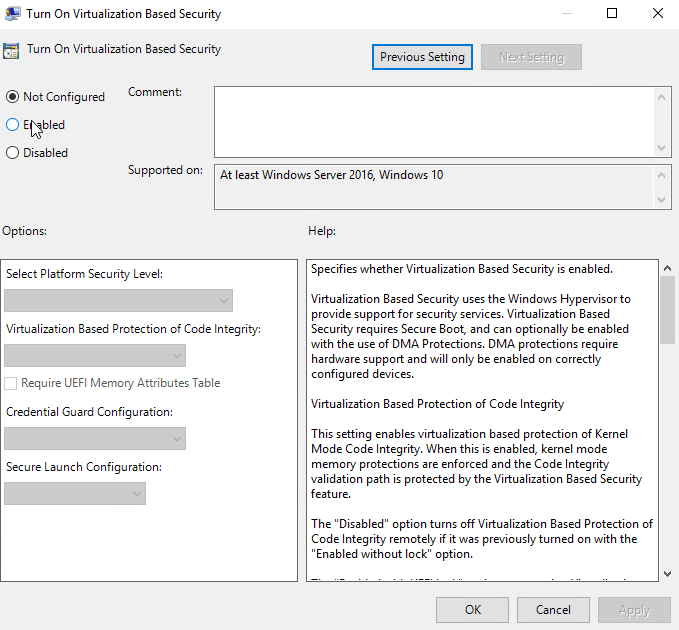 Turn On Virtualization Based Security
Turn On Virtualization Based Security
Previous Setting
Next Setting
Not Configured
Enabled
Disabled
Comment:
Supported on:
At least Windows Server 2016, Windows 10
Options:
Help:
Select Platform Security Level:
Virtualization Based Protection of Code Integrity:
Require UEFI Memory Attributes Table
Credential Guard Configuration:
Secure Launch Configuration:
Specifies whether Virtualization Based Security is enabled.
Virtualization Based Security uses the Windows Hypervisor to
provide support for security services. Virtualization Based
Security requires Secure Boot, and can optionally be enabled
with the use of DMA Protections. DMA protections require
hardware support and will only be enabled on correctly
configured devices.
Virtualization Based Protection of Code Integrity
This setting enables virtualization based protection of Kernel
Mode Code Integrity. When this is enabled, kernel mode
memory protections are enforced and the Code Integrity
validation path is protected by the Virtualization Based Security
feature.
The "Disabled" option turns off Virtualization Based Protection of
Code Integrity remotely if it was previously turned on with the
"Enabled without lock" option.
OK
Cancel
Apply